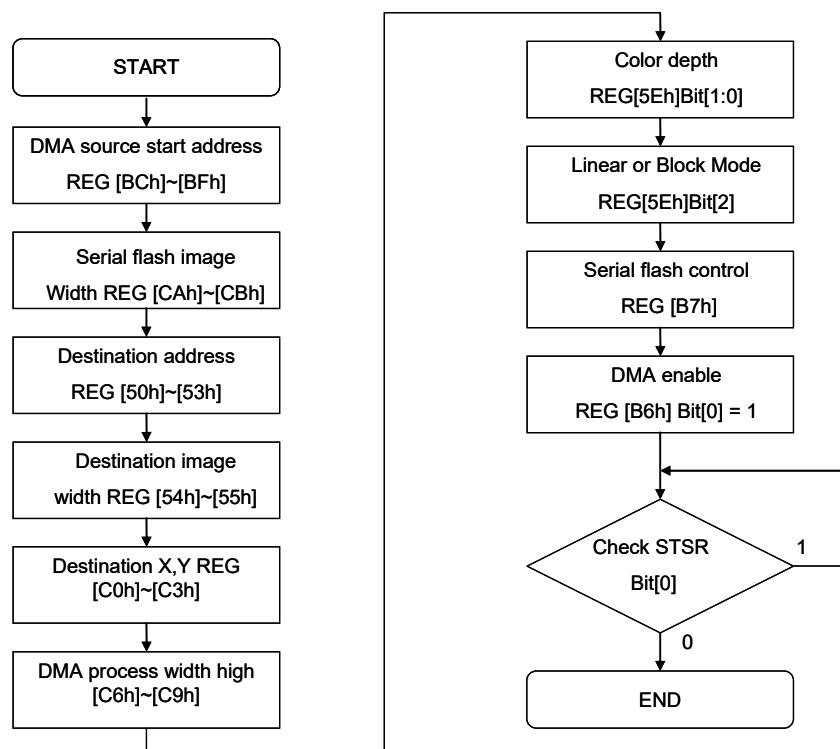 START
DMA source start address
REG [BCh]~[BFh]
Serial flash image
Width REG [CAh]~[CBh]
Destination address
REG [50h]~[53h]
Destination image
width REG [54h]~[55h]
Destination X,Y REG
[C0h]~[C3h]
DMA process width high
[C6h]~[C9h]
Color depth
REG[5Eh]Bit[1:0]
Linear or Block Mode
REG[5Eh]Bit[2]
Serial flash control
REG [B7h]
DMA enable
REG [B6h] Bit[0] = 1
Check STSR
Bit[0]
1
0
END